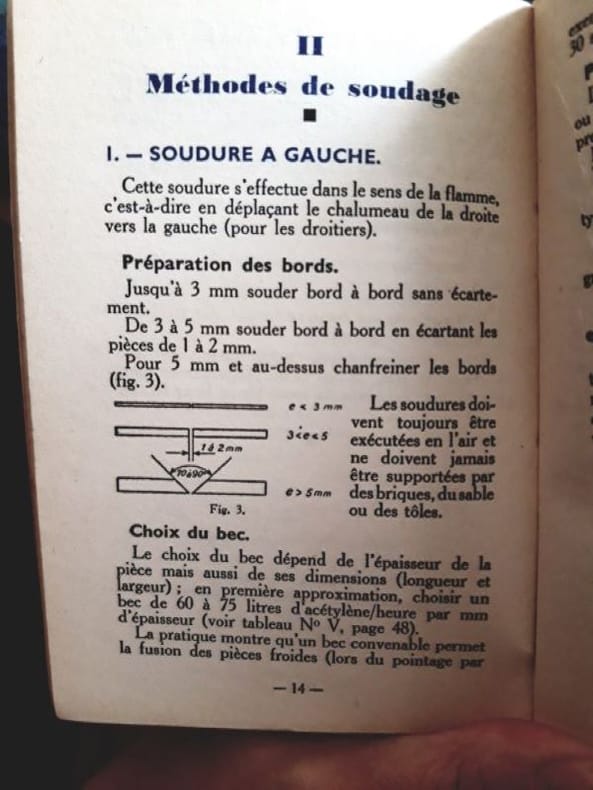 II
Méthodes de soudage
I. — SOUDURE A GAUCHE.
Cette soudure s'effectue dans le sens de la flamme,
c'est-à-dire en déplaçant le chalumeau de la droite
vers la gauche (pour les droitiers).
Préparation des bords.
Jusqu'à 3 mm souder bord à bord sans écarte-
ment.
De 3 à 5 mm souder bord à bord en écartant les
pièces de 1 à 2 mm.
Pour 5 mm et au-dessus chanfreiner les bords
(fig. 3).
e < 3 mm
3<e<5
1 à 2mm
70 à 90°
e > 5mm
Fig. 3.
Les soudures doi-
vent toujours être
exécutées en l'air et
ne doivent jamais
être supportées par
des briques, du sable
ou des tôles.
Choix du bec.
Le choix du bec dépend de l'épaisseur de la
pièce mais aussi de ses dimensions (longueur et
largeur) ; en première approximation, choisir un
bec de 60 à 75 litres d'acétylène/heure par mm
d'épaisseur (voir tableau Nº V, page 48).
La pratique montre qu'un bec convenable permet
la fusion des pièces froides (lors du pointage par
— 14 —
30
ou